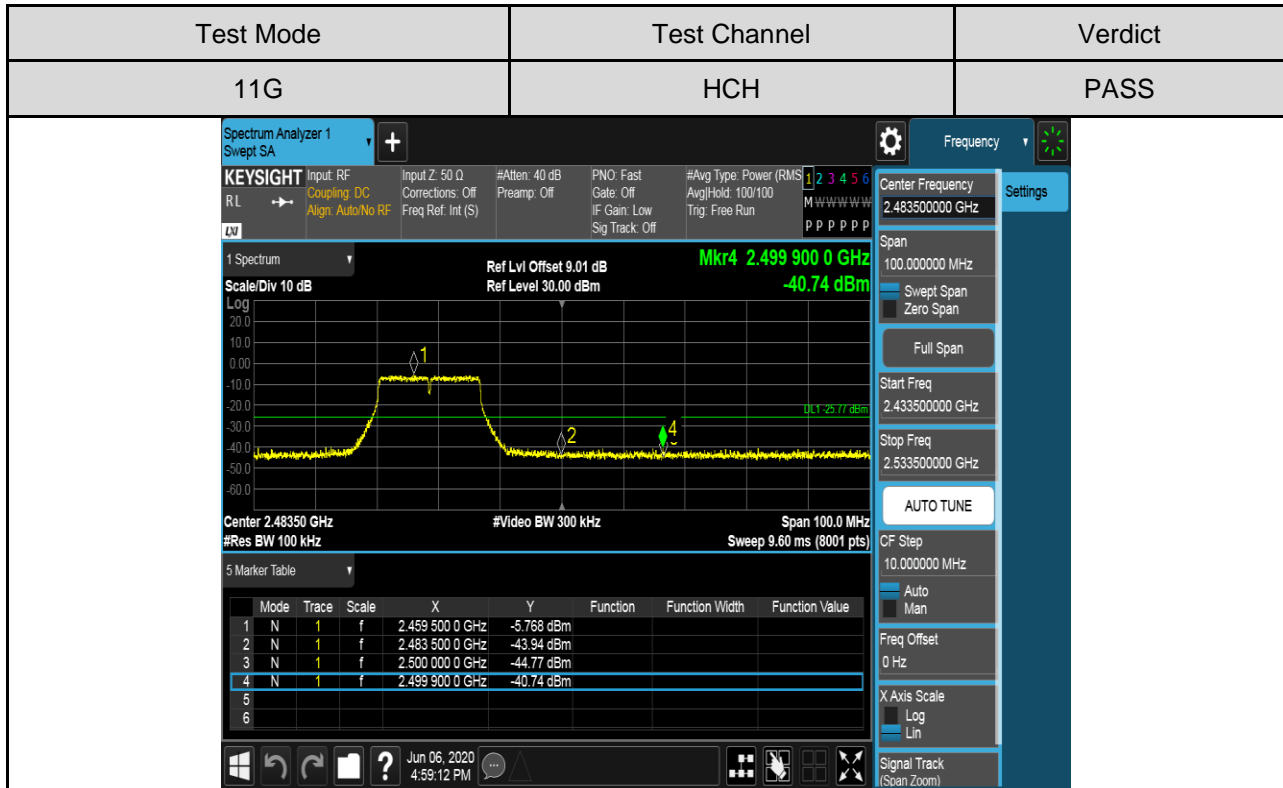 Test Mode Test Channel Verdict
11G HCH PASS
Spectrum Analyzer 1
Swept SA
+
Frequency
KEYSIGHT
RL
LXI
Input: RF
Coupling: DC
Align: Auto/No RF
Input Z: 50 Ω
Corrections: Off
Freq Ref: Int (S)
#Atten: 40 dB
Preamp: Off
PNO: Fast
Gate: Off
IF Gain: Low
Sig Track: Off
#Avg Type: Power (RMS
Avg|Hold: 100/100
Trig: Free Run
1 2 3 4 5 6
M W W W W W
P P P P P P
1 Spectrum
Scale/Div 10 dB
Ref Lvl Offset 9.01 dB
Ref Level 30.00 dBm
Mkr4 2.499 900 0 GHz
-40.74 dBm
Log
20.0
10.0
0.00
-10.0
-20.0
-30.0
-40.0
-50.0
-60.0
1
2
4
DL1 -25.77 dBm
Center 2.48350 GHz
#Res BW 100 kHz
#Video BW 300 kHz
Span 100.0 MHz
Sweep 9.60 ms (8001 pts)
5 Marker Table
Mode Trace Scale X Y Function Function Width Function Value
1 N 1 f 2.459 500 0 GHz -5.768 dBm
2 N 1 f 2.483 500 0 GHz -43.94 dBm
3 N 1 f 2.500 000 0 GHz -44.77 dBm
4 N 1 f 2.499 900 0 GHz -40.74 dBm
5
6
?
Jun 06, 2020
4:59:12 PM
Center Frequency
2.483500000 GHz
Settings
Span
100.000000 MHz
Swept Span
Zero Span
Full Span
Start Freq
2.433500000 GHz
Stop Freq
2.533500000 GHz
AUTO TUNE
CF Step
10.000000 MHz
Auto
Man
Freq Offset
0 Hz
X Axis Scale
Log
Lin
Signal Track
(Span Zoom)